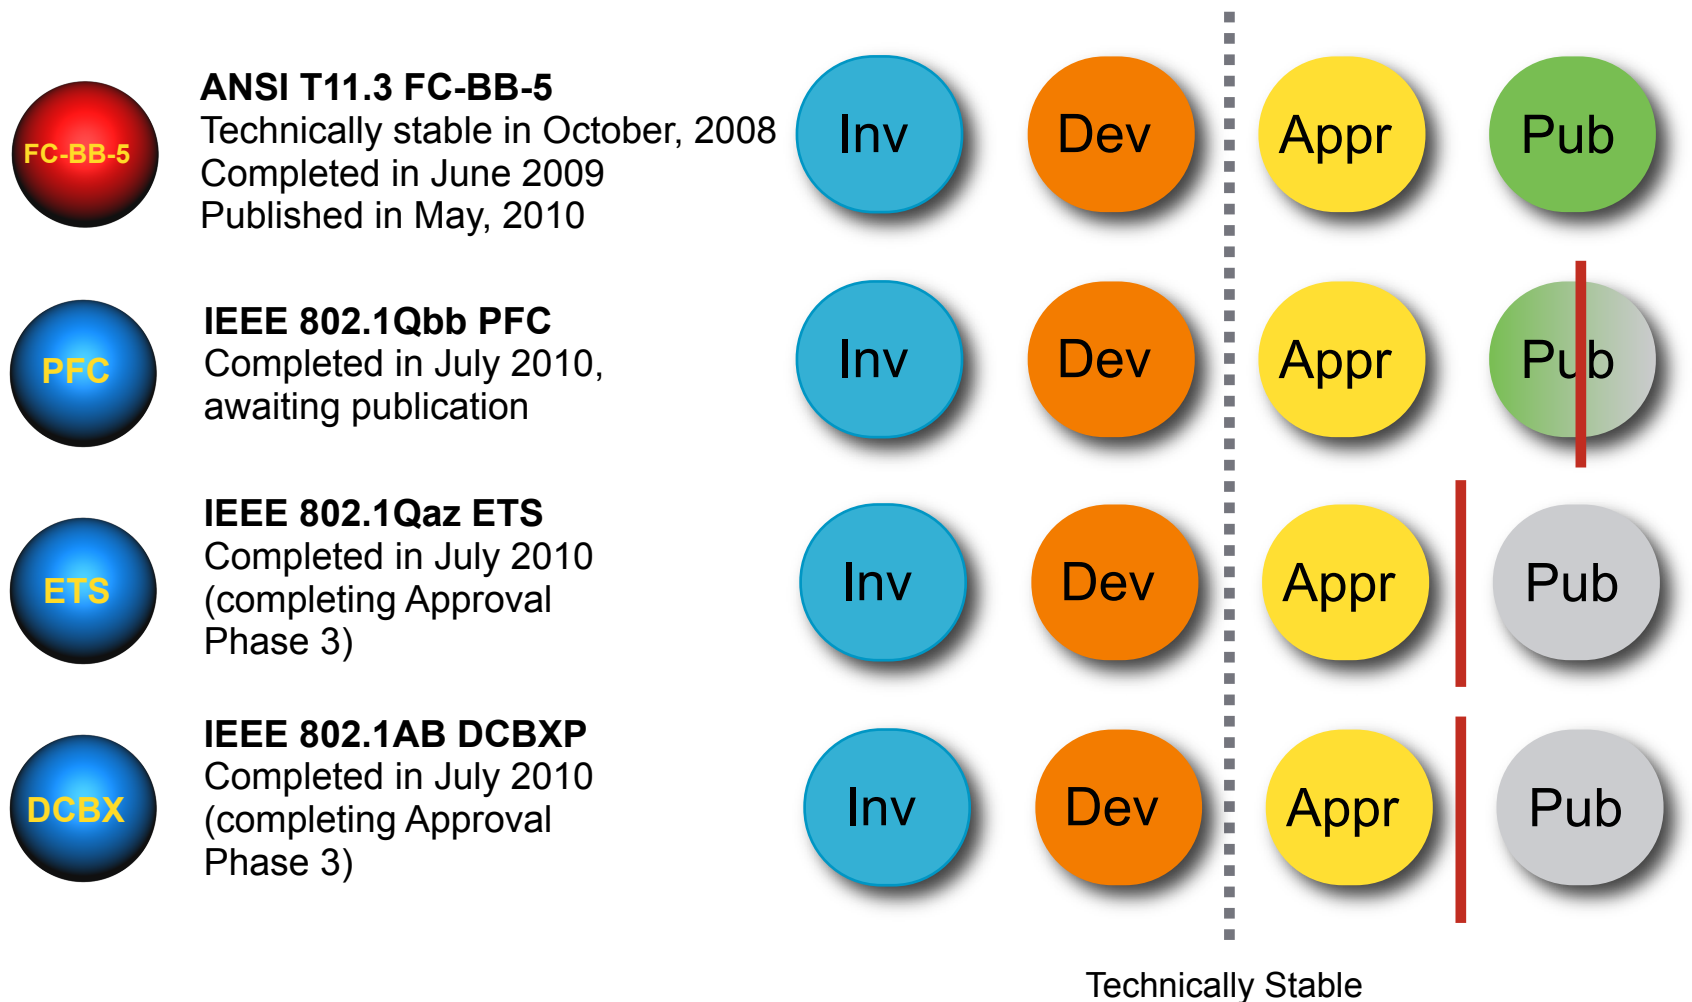 FC-BB-5
ANSI T11.3 FC-BB-5
Technically stable in October, 2008
Completed in June 2009
Published in May, 2010
Inv
Dev
Appr
Pub
PFC
IEEE 802.1Qbb PFC
Completed in July 2010,
awaiting publication
Inv
Dev
Appr
Pub
ETS
IEEE 802.1Qaz ETS
Completed in July 2010
(completing Approval
Phase 3)
Inv
Dev
Appr
Pub
DCBX
IEEE 802.1AB DCBXP
Completed in July 2010
(completing Approval
Phase 3)
Inv
Dev
Appr
Pub
Technically Stable